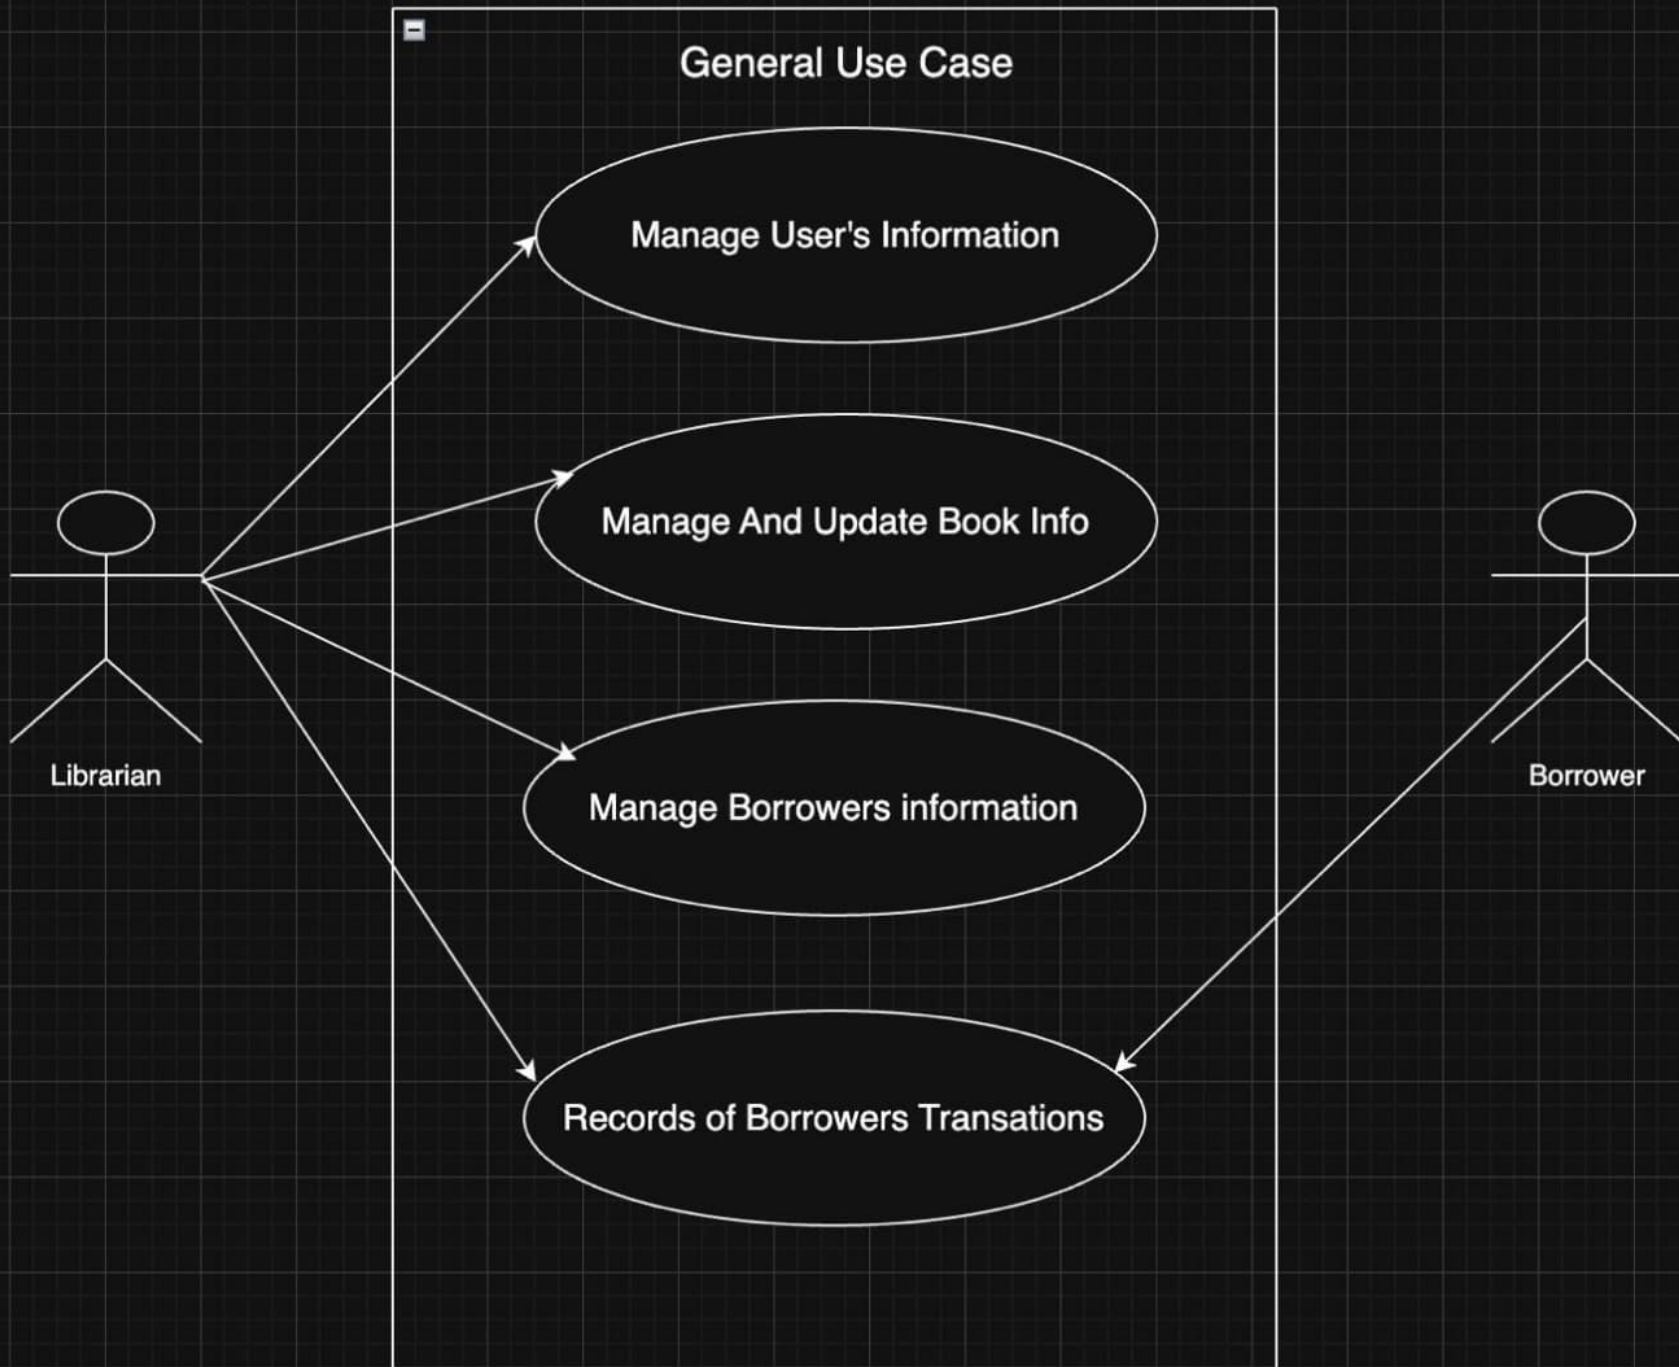 General Use Case
Manage User's Information
Manage And Update Book Info
Librarian
Borrower
Manage Borrowers information
Records of Borrowers Transations